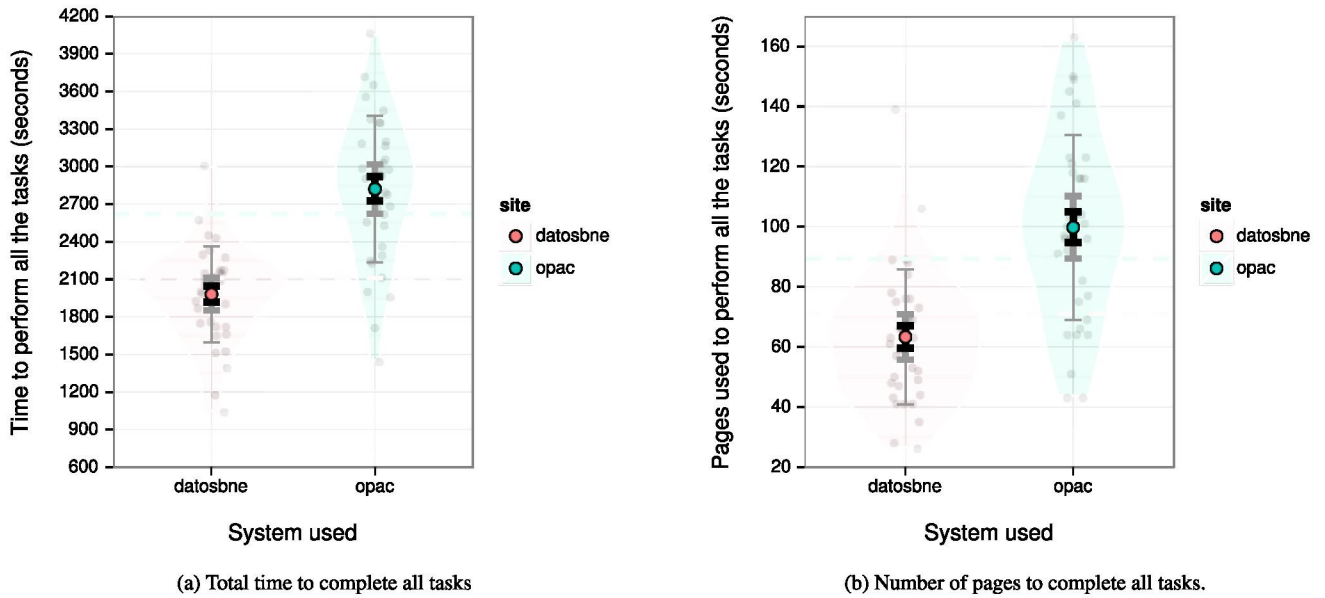 Time to perform all the tasks (seconds)
4200
3900
3600
3300
3000
2700
2400
2100
1800
1500
1200
900
600
datosbne
opac
System used
site
datosbne
opac
(a) Total time to complete all tasks
Pages used to perform all the tasks (seconds)
160
140
120
100
80
60
40
20
datosbne
opac
System used
site
datosbne
opac
(b) Number of pages to complete all tasks.